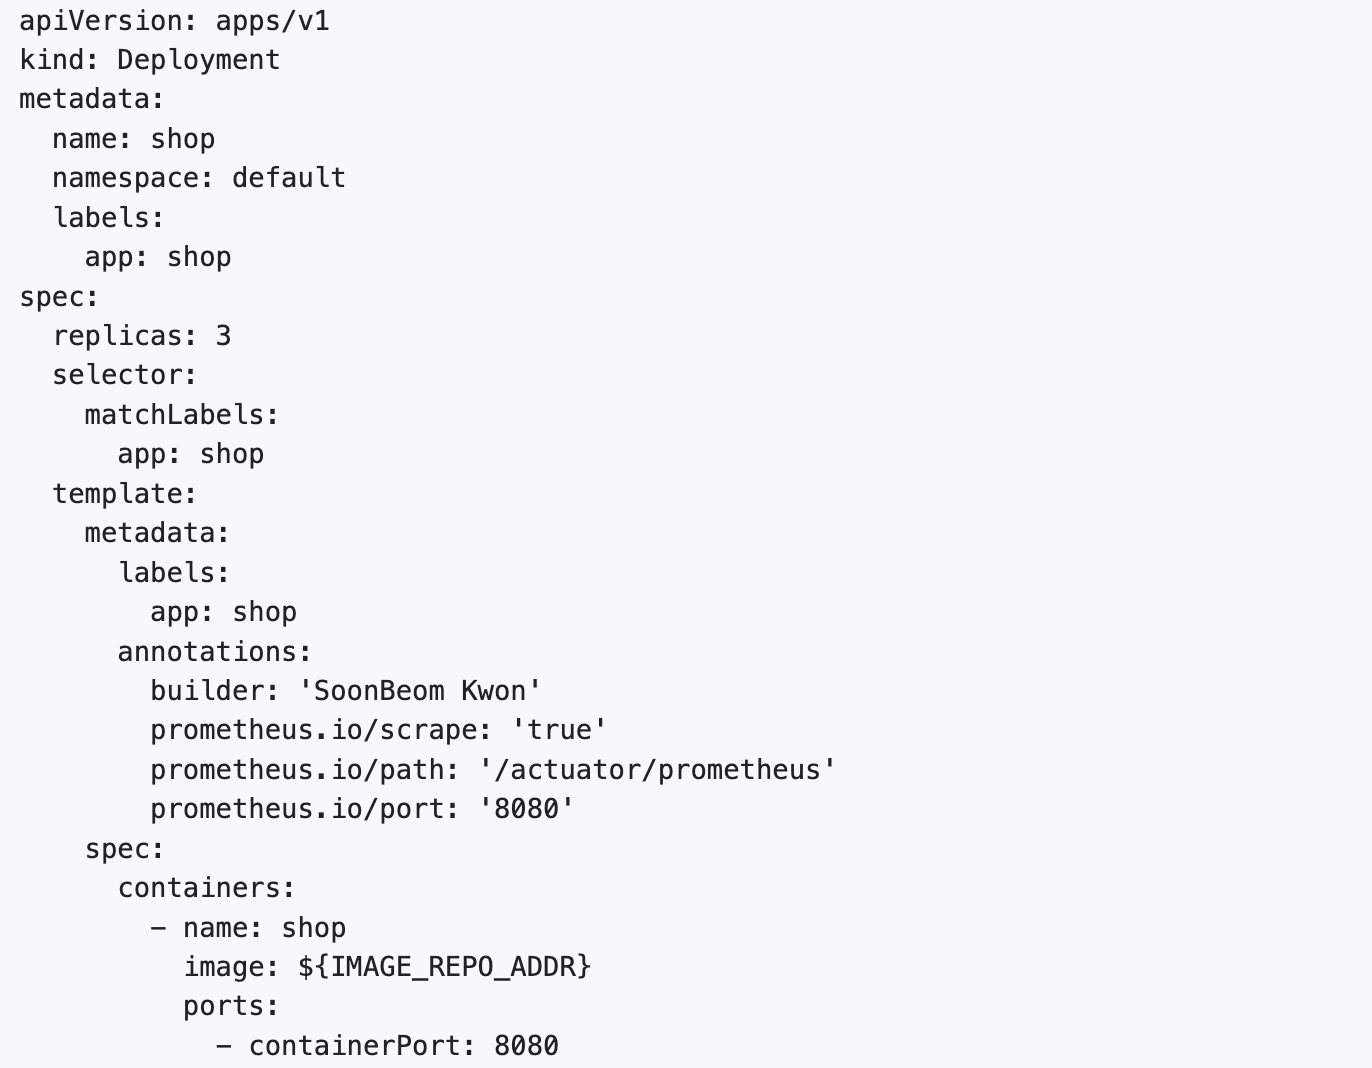 apiVersion: apps/v1
kind: Deployment
metadata:
  name: shop
  namespace: default
  labels:
    app: shop
spec:
  replicas: 3
  selector:
    matchLabels:
      app: shop
  template:
    metadata:
      labels:
        app: shop
      annotations:
        builder: 'SoonBeom Kwon'
        prometheus.io/scrape: 'true'
        prometheus.io/path: '/actuator/prometheus'
        prometheus.io/port: '8080'
    spec:
      containers:
        - name: shop
          image: ${IMAGE_REPO_ADDR}
          ports:
            - containerPort: 8080